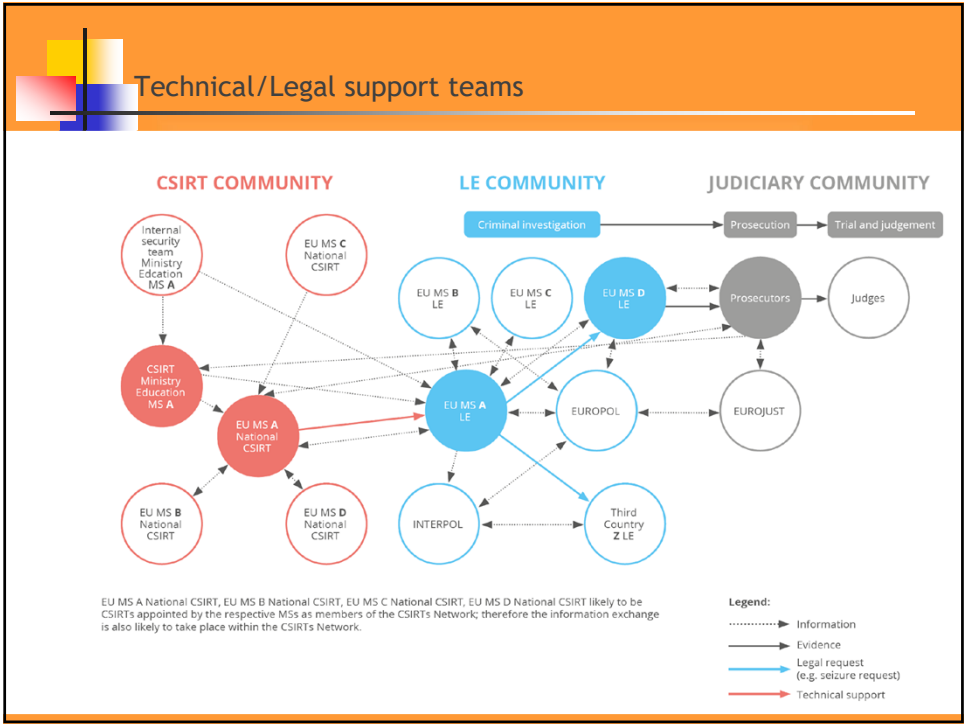 Technical/Legal support teams
CSIRT COMMUNITY
LE COMMUNITY
JUDICIARY COMMUNITY
Criminal investigation
Prosecution
Trial and judgement
Internal
security
team
Ministry
Edcation
MS A
EU MS C
National
CSIRT
EU MS B
LE
EU MS C
LE
EU MS D
LE
Prosecutors
Judges
CSIRT
Ministry
Education
MS A
EU MS A
National
CSIRT
EU MS A
LE
EUROPOL
EUROJUST
EU MS B
National
CSIRT
EU MS D
National
CSIRT
INTERPOL
Third
Country
Z LE
EU MS A National CSIRT, EU MS B National CSIRT, EU MS C National CSIRT, EU MS D National CSIRT likely to be
CSIRTs appointed by the respective MSs as members of the CSIRTs Network; therefore the information exchange
is also likely to take place within the CSIRTs Network.
Legend:
Information
Evidence
Legal request
(e.g. seizure request)
Technical support